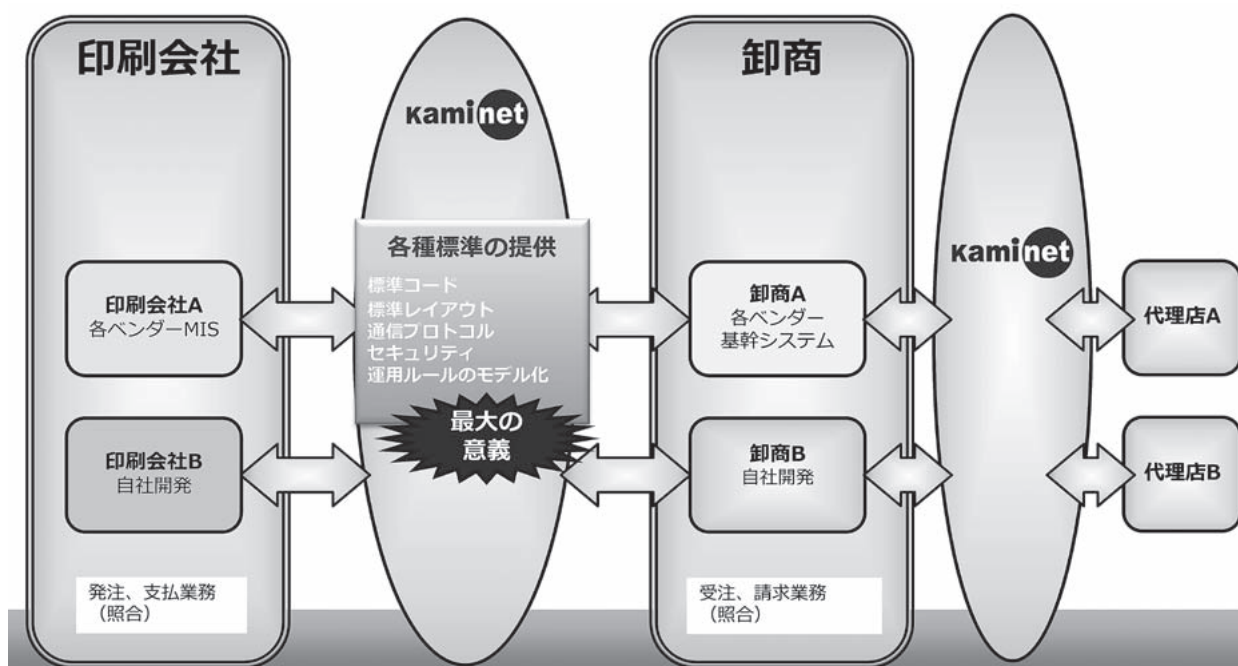 印刷会社
卸商
Kaminet
各種標準の提供
標準コード
標準レイアウト
通信プロトコル
セキュリティ
運用ルールのモデル化
最大の
意義
印刷会社A
各ベンダーMIS
印刷会社B
自社開発
発注、支払業務
（照合）
卸商A
各ベンダー
基幹システム
卸商B
自社開発
受注、請求業務
（照合）
Kaminet
代理店A
代理店B